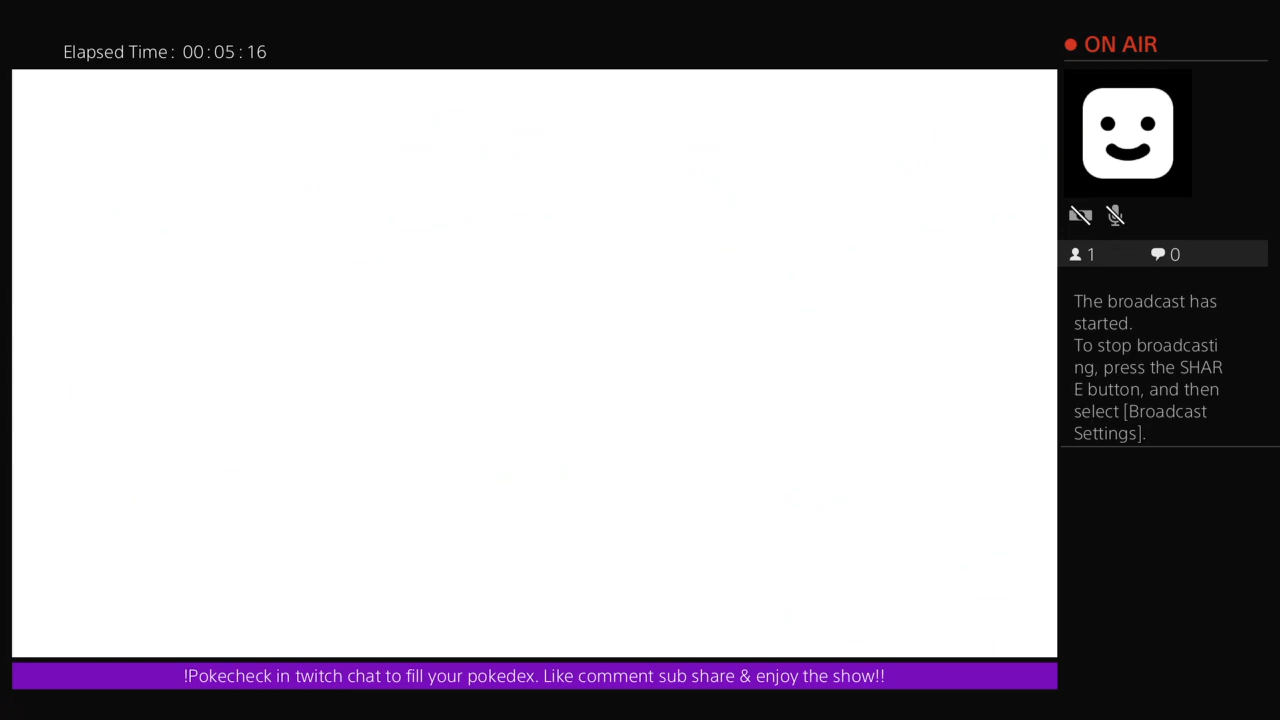 Elapsed Time: 00:05:16
ON AIR
1 0
The broadcast has
started.
To stop broadcasti
ng, press the SHAR
E button, and then
select [Broadcast
Settings].
!Pokecheck in twitch chat to fill your pokedex. Like comment sub share & enjoy the show!!